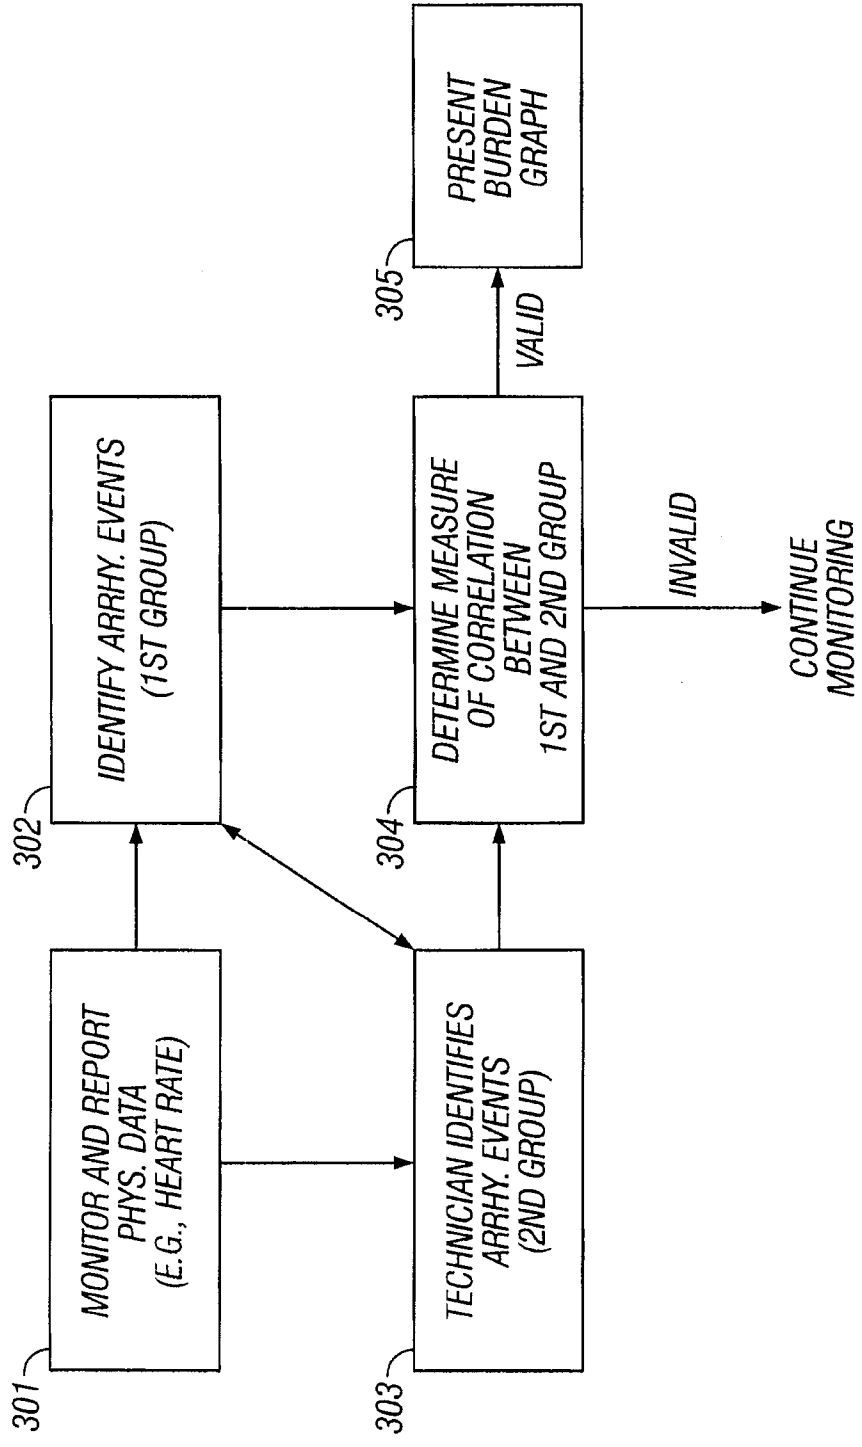 301
MONITOR AND REPORT
PHYS. DATA
(E.G., HEART RATE)
302
IDENTIFY ARRHY. EVENTS
(1ST GROUP)
303
TECHNICIAN IDENTIFIES
ARRHY. EVENTS
(2ND GROUP)
304
DETERMINE MEASURE
OF CORRELATION
BETWEEN
1ST AND 2ND GROUP
VALID
305
PRESENT
BURDEN
GRAPH
INVALID
CONTINUE
MONITORING